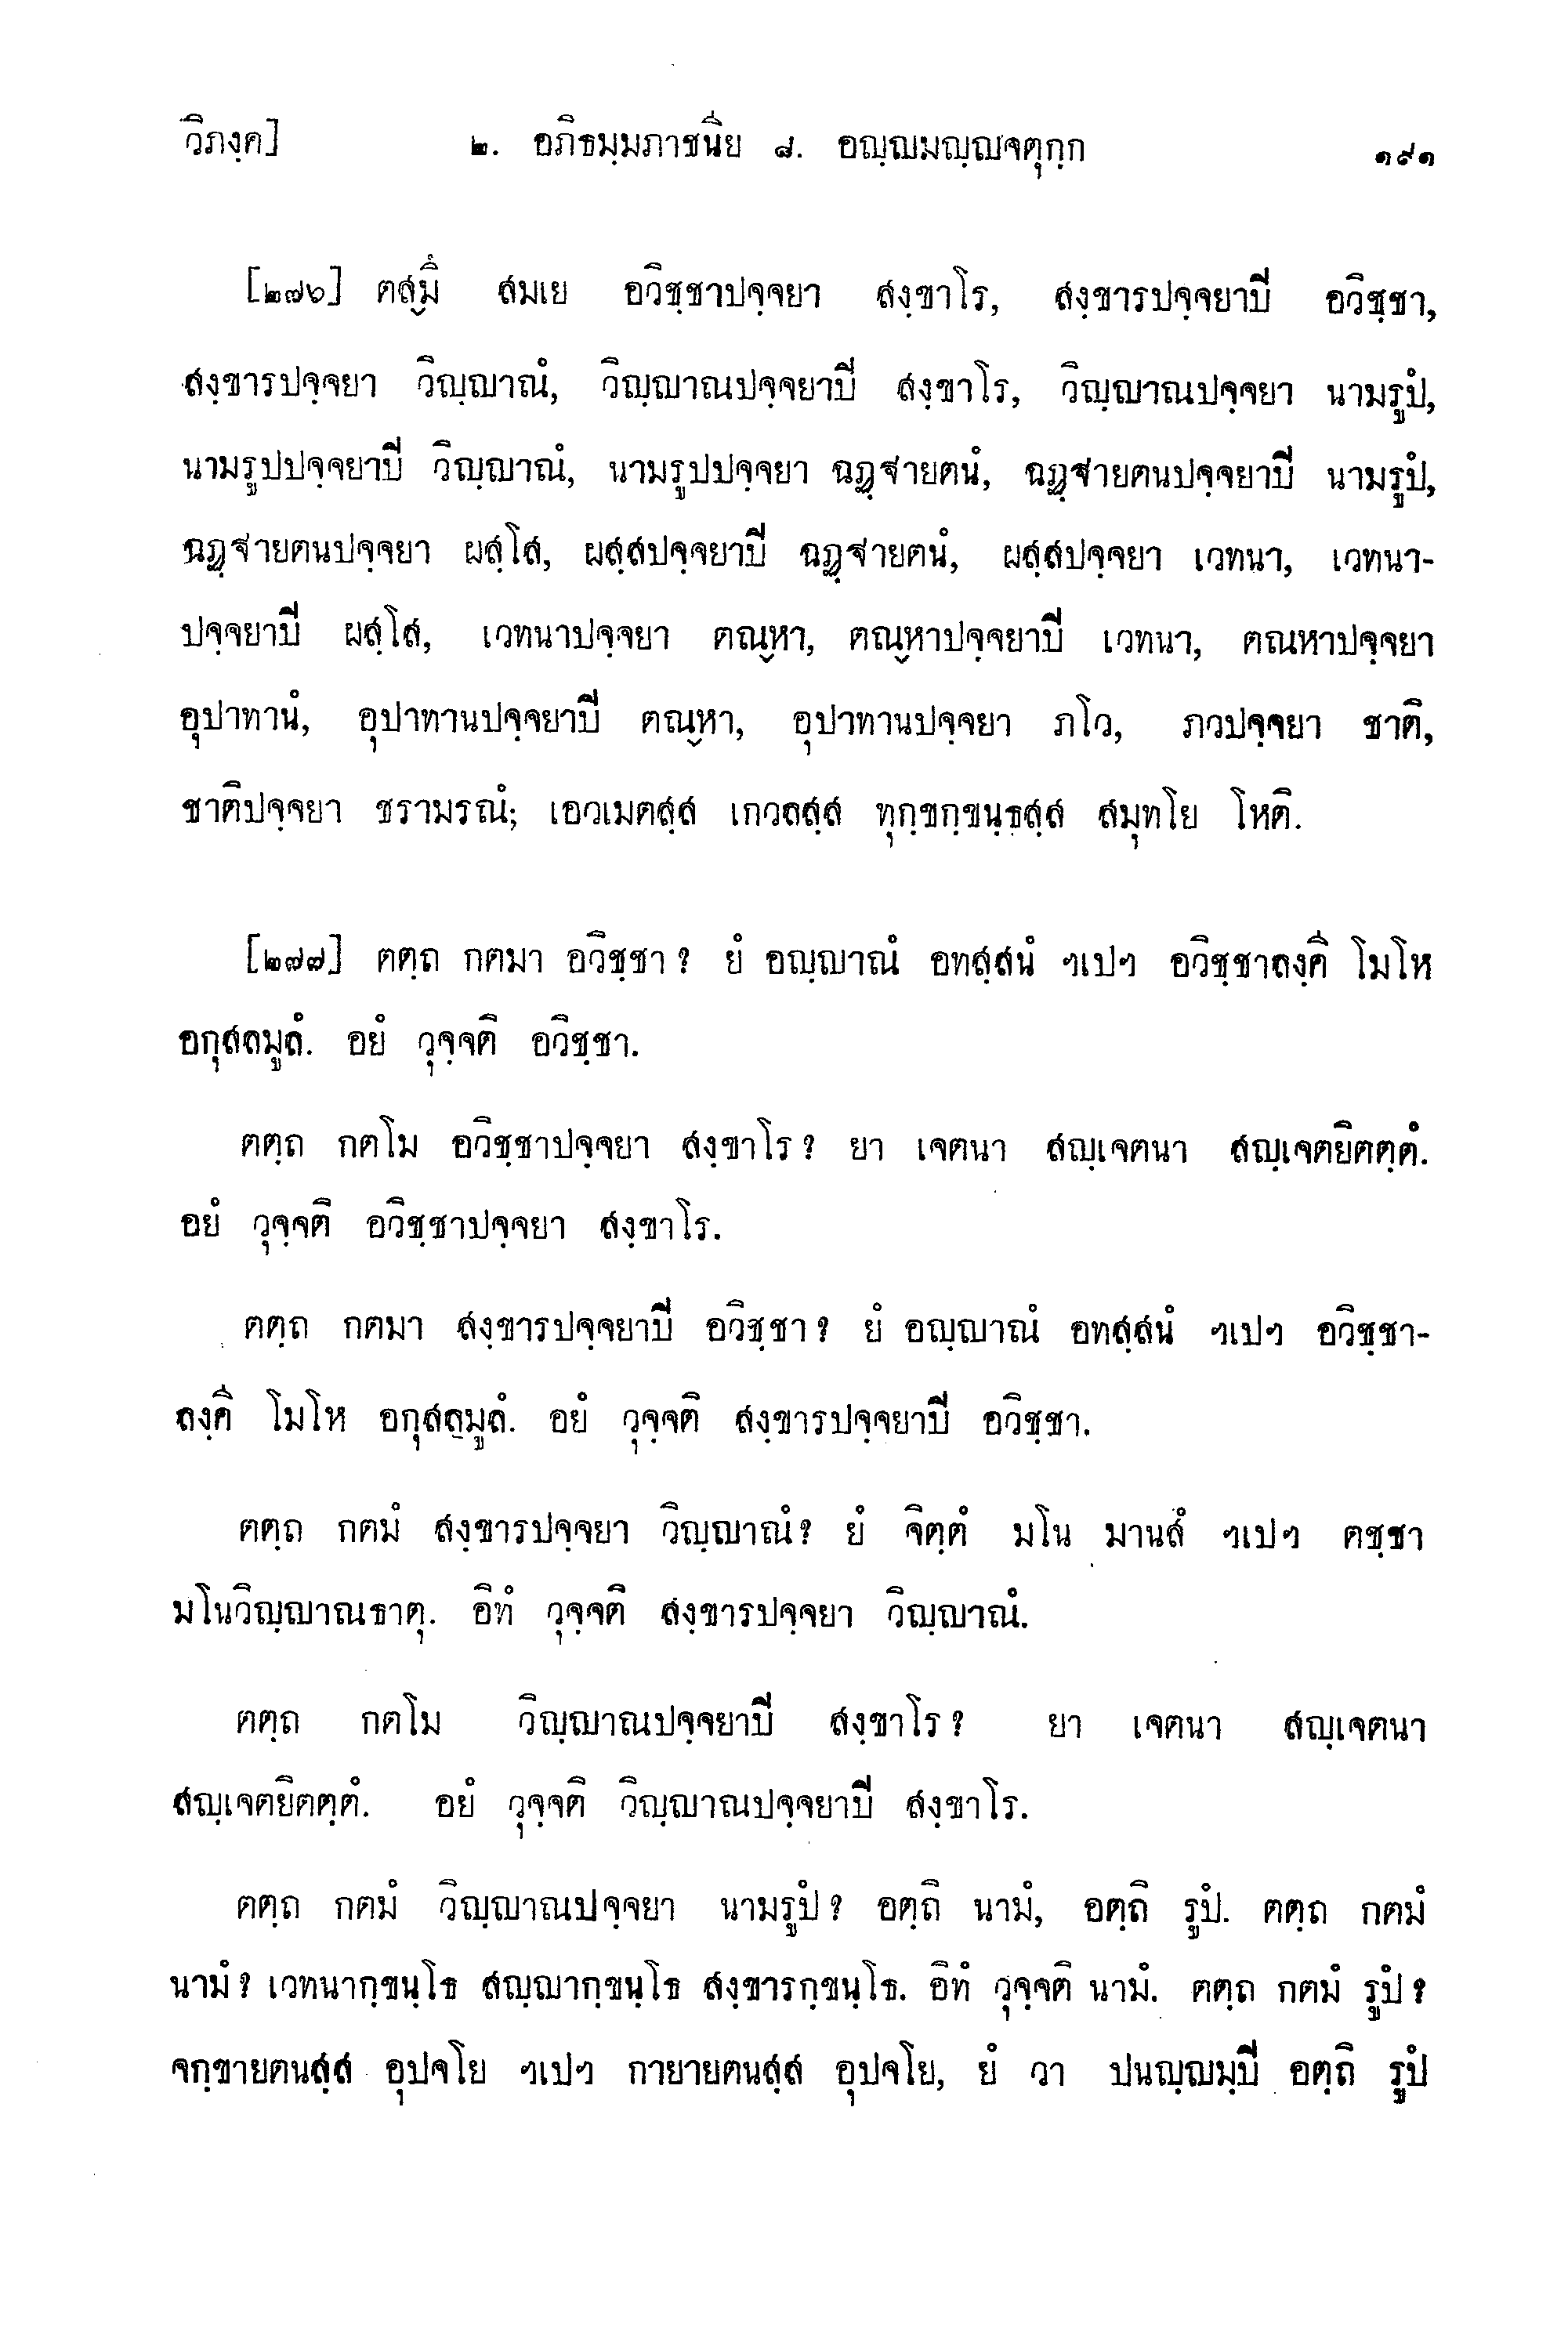 วิภงฺค]   ๒. อภิธมฺมภาชนีย ๘. อญฺญมญฺญจตุกฺก   ๑๙๑
[๒๗๖] ตสฺมึ สมเย อวิชฺชาปจฺจยา สงฺขาโร, สงฺขารปจฺจยาปี อวิชฺชา,
สงฺขารปจฺจยา วิญฺญาณํ, วิญฺญาณปจฺจยาปี สงฺขาโร, วิญฺญาณปจฺจยา นามรูปํ,
นามรูปปจฺจยาปี วิญฺญาณํ, นามรูปปจฺจยา ฉฏฺฐายตนํ, ฉฏฺฐายตนปจฺจยาปี นามรูปํ,
ฉฏฺฐายตนปจฺจยา ผสฺโส, ผสฺสปจฺจยาปี ฉฏฺฐายตนํ, ผสฺสปจฺจยา เวทนา, เวทนา-
ปจฺจยาปี ผสฺโส, เวทนาปจฺจยา ตณฺหา, ตณฺหาปจฺจยาปี เวทนา, ตณหาปจฺจยา
อุปาทานํ, อุปาทานปจฺจยาปี ตณฺหา, อุปาทานปจฺจยา ภโว, ภวปจฺจยา ชาติ,
ชาติปจฺจยา ชรามรณํ; เอวเมตสฺส เกวลสฺส ทุกฺขกฺขนฺธสฺส สมุทโย โหติ.
[๒๗๗] ตตฺถ กตมา อวิชฺชา? ยํ อญฺญาณํ อทสฺสนํ ฯเปฯ อวิชฺชาลงฺคี โมโห
อกุสลมูลํ. อยํ วุจฺจติ อวิชฺชา.
ตตฺถ กตโม อวิชฺชาปจฺจยา สงฺขาโร? ยา เจตนา สญฺเจตนา สญฺเจตยิตตฺตํ.
อยํ วุจฺจติ อวิชฺชาปจฺจยา สงฺขาโร.
ตตฺถ กตมา สงฺขารปจฺจยาปี อวิชฺชา? ยํ อญฺญาณํ อทสฺสนํ ฯเปฯ อวิชฺชา-
ลงฺคี โมโห อกุสลมูลํ. อยํ วุจฺจติ สงฺขารปจฺจยาปี อวิชฺชา.
ตตฺถ กตมํ สงฺขารปจฺจยา วิญฺญาณํ? ยํ จิตฺตํ มโน มานสํ ฯเปฯ ตชฺชา
มโนวิญฺญาณธาตุ. อิทํ วุจฺจติ สงฺขารปจฺจยา วิญฺญาณํ.
ตตฺถ กตโม วิญฺญาณปจฺจยาปี สงฺขาโร? ยา เจตนา สญฺเจตนา
สญฺเจตยิตตฺตํ. อยํ วุจฺจติ วิญฺญาณปจฺจยาปี สงฺขาโร.
ตตฺถ กตมํ วิญฺญาณปจฺจยา นามรูปํ? อตฺถิ นามํ, อตฺถิ รูปํ. ตตฺถ กตมํ
นามํ? เวทนากฺขนฺโธ สญฺญากฺขนฺโธ สงฺขารกฺขนฺโธ. อิทํ วุจฺจติ นามํ. ตตฺถ กตมํ รูปํ?
จกฺขายตนสฺส อุปจโย ฯเปฯ กายายตนสฺส อุปจโย, ยํ วา ปนญฺญมฺปี อตฺถิ รูปํ